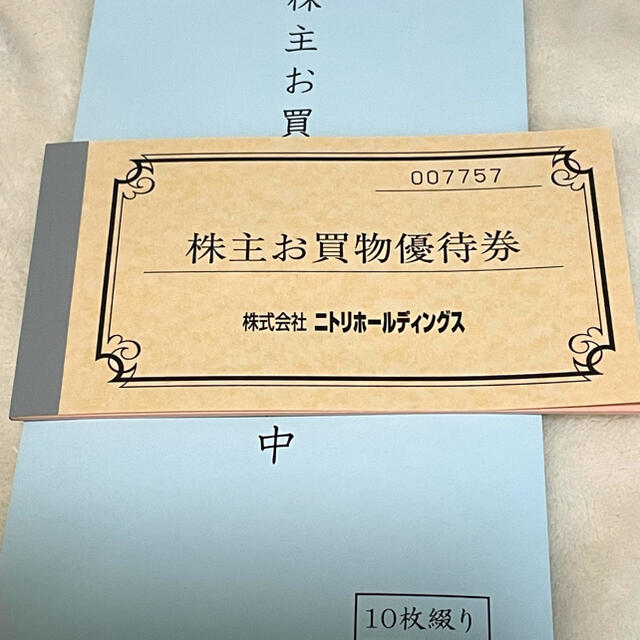 株主お買
007757
株主お買物優待券
株式会社 ニトリホールディングス
中
10枚綴り